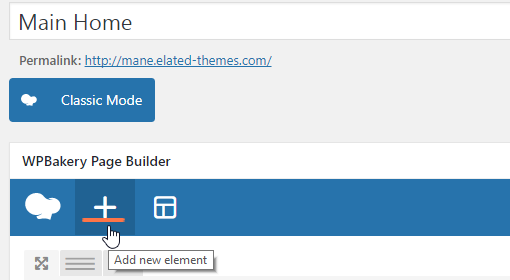 Main Home
Permalink: http://mane.elated-themes.com/
Classic Mode
WPBakery Page Builder
Add new element